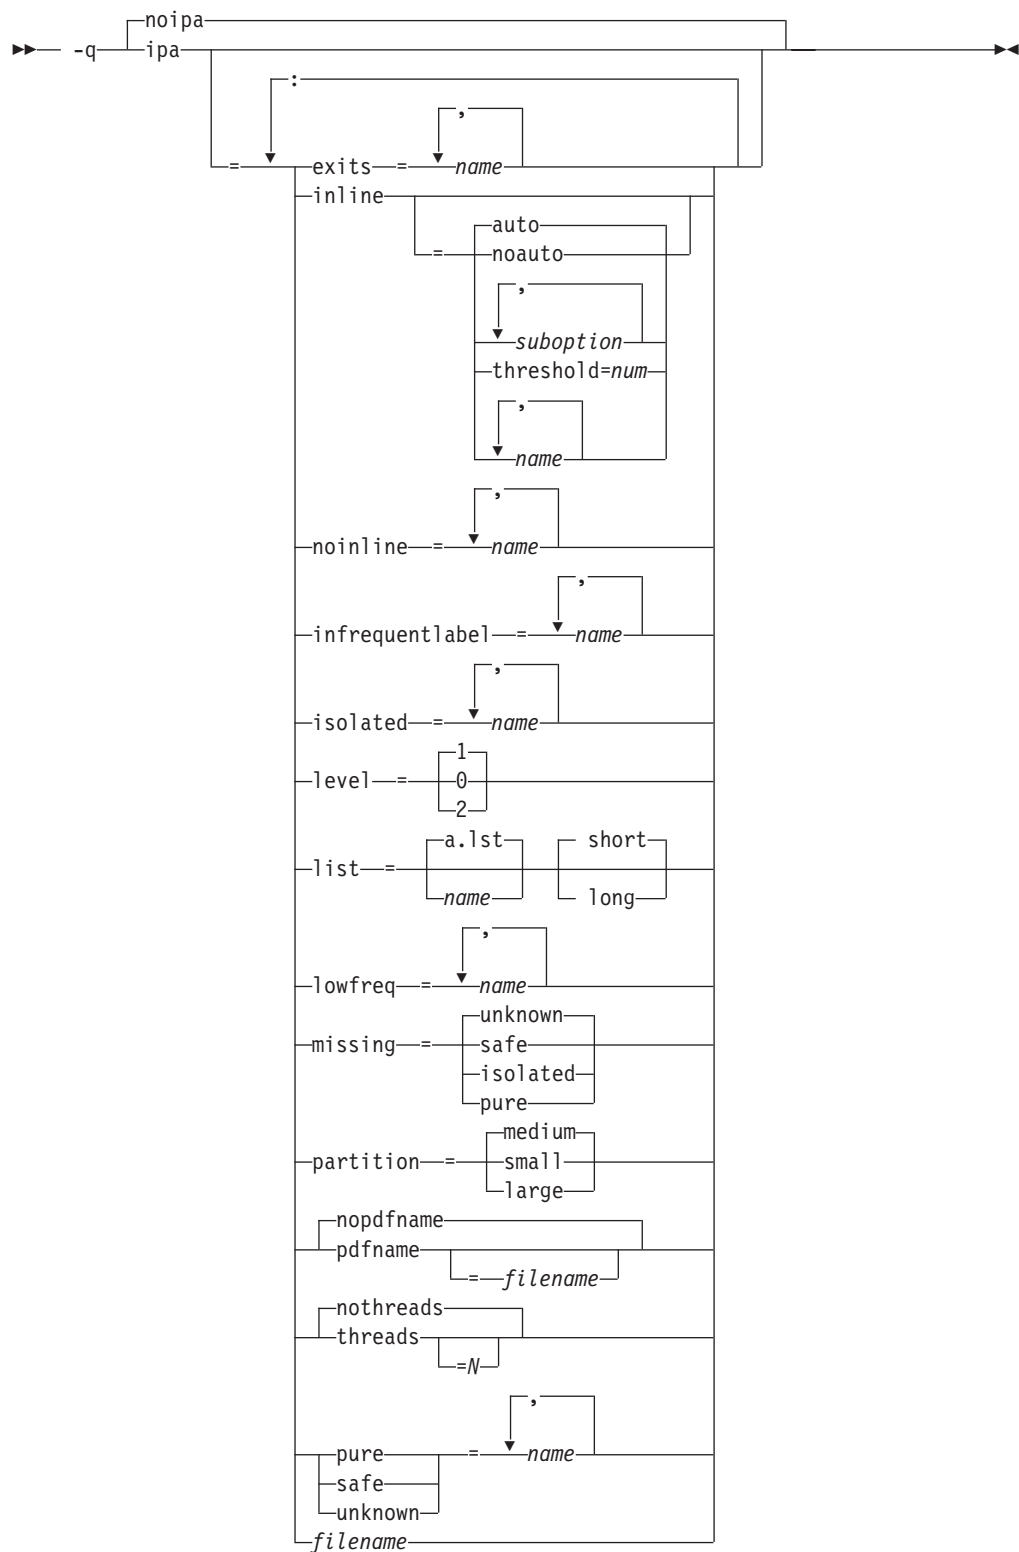 noipa
-q ipa
:
,
= exits = name
inline
auto
= noauto
,
suboption
threshold=num
,
name
,
noinline = name
,
infrequentlabel = name
,
isolated = name
1
level = 0
2
a.lst short
list =
name long
,
lowfreq = name
unknown
missing = safe
isolated
pure
medium
partition = small
large
nopdfname
pdfname
=filename
nothreads
threads
=N
,
pure = name
safe
unknown
filename